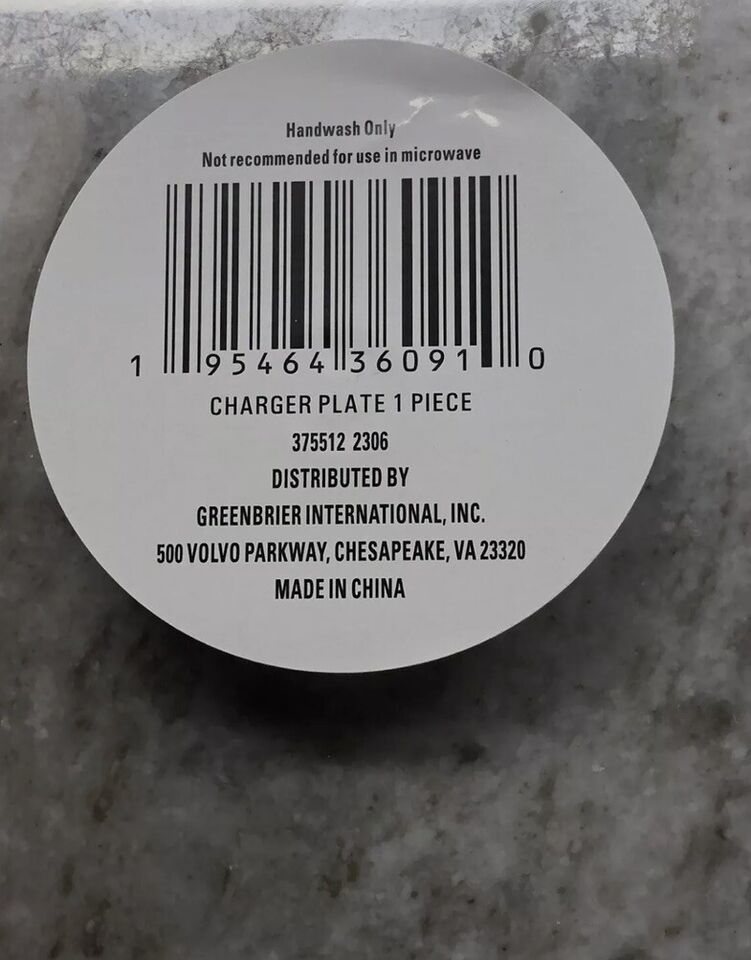 Handwash Only
Not recommended for use in microwave
1 95464 36091 0
CHARGER PLATE 1 PIECE
375512 2306
DISTRIBUTED BY
GREENBRIER INTERNATIONAL, INC.
500 VOLVO PARKWAY, CHESAPEAKE, VA 23320
MADE IN CHINA